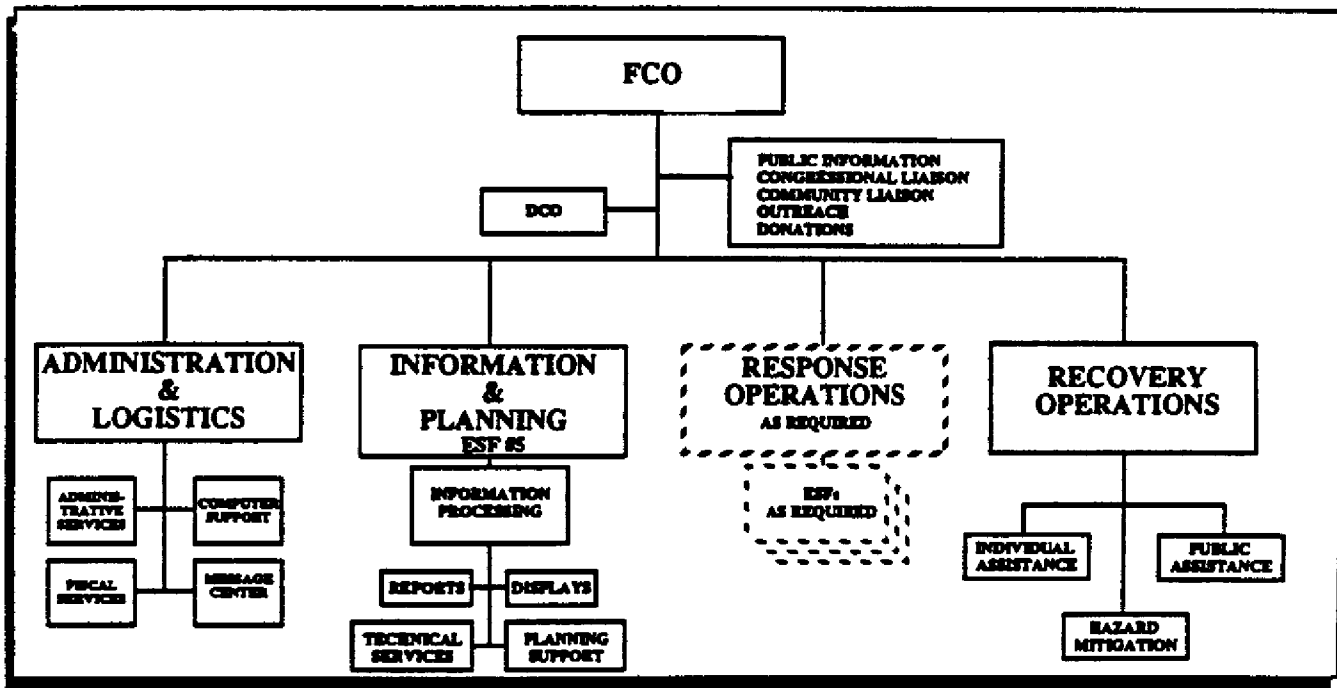 FCO
PUBLIC INFORMATION
CONGRESSIONAL LIAISON
COMMUNITY LIAISON
OUTREACH
DONATIONS
DCO
ADMINISTRATION
&
LOGISTICS
INFORMATION
&
PLANNING
ESF #5
RESPONSE
OPERATIONS
AS REQUIRED
RECOVERY
OPERATIONS
ADMINIS-
TRATIVE
SERVICES
COMPUTER
SUPPORT
FISCAL
SERVICES
MESSAGE
CENTER
INFORMATION
PROCESSING
REPORTS
DISPLAYS
TECHNICAL
SERVICES
PLANNING
SUPPORT
ESFs
AS REQUIRED
INDIVIDUAL
ASSISTANCE
PUBLIC
ASSISTANCE
HAZARD
MITIGATION